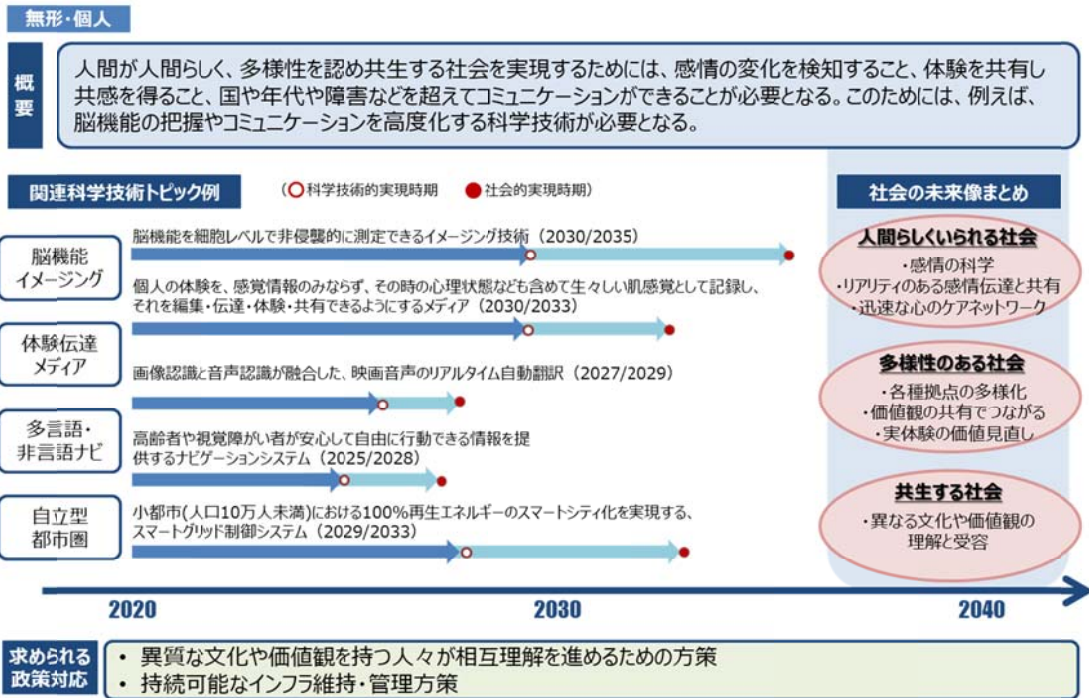 無形・個人
概要
人間が人間らしく、多様性を認め共生する社会を実現するためには、感情の変化を検知すること、体験を共有し
共感を得ること、国や年代や障害などを超えてコミュニケーションができることが必要となる。このためには、例えば、
脳機能の把握やコミュニケーションを高度化する科学技術が必要となる。
関連科学技術トピック例
（○科学技術的実現時期　●社会的実現時期）
脳機能
イメージング
脳機能を細胞レベルで非侵襲的に測定できるイメージング技術（2030/2035）
個人の体験を、感覚情報のみならず、その時の心理状態なども含めて生々しい肌感覚として記録し、
それを編集・伝達・体験・共有できるようにするメディア（2030/2033）
体験伝達
メディア
画像認識と音声認識が融合した、映画音声のリアルタイム自動翻訳（2027/2029）
多言語・
非言語ナビ
高齢者や視覚障がい者が安心して自由に行動できる情報を提
供するナビゲーションシステム（2025/2028）
自立型
都市圏
小都市(人口10万人未満)における100%再生エネルギーのスマートシティ化を実現する、
スマートグリッド制御システム（2029/2033）
社会の未来像まとめ
人間らしくいられる社会
・感情の科学
・リアリティのある感情伝達と共有
・迅速な心のケアネットワーク
多様性のある社会
・各種拠点の多様化
・価値観の共有でつながる
・実体験の価値見直し
共生する社会
・異なる文化や価値観の
理解と受容
2020
2030
2040
求められる
政策対応
• 異質な文化や価値観を持つ人々が相互理解を進めるための方策
• 持続可能なインフラ維持・管理方策